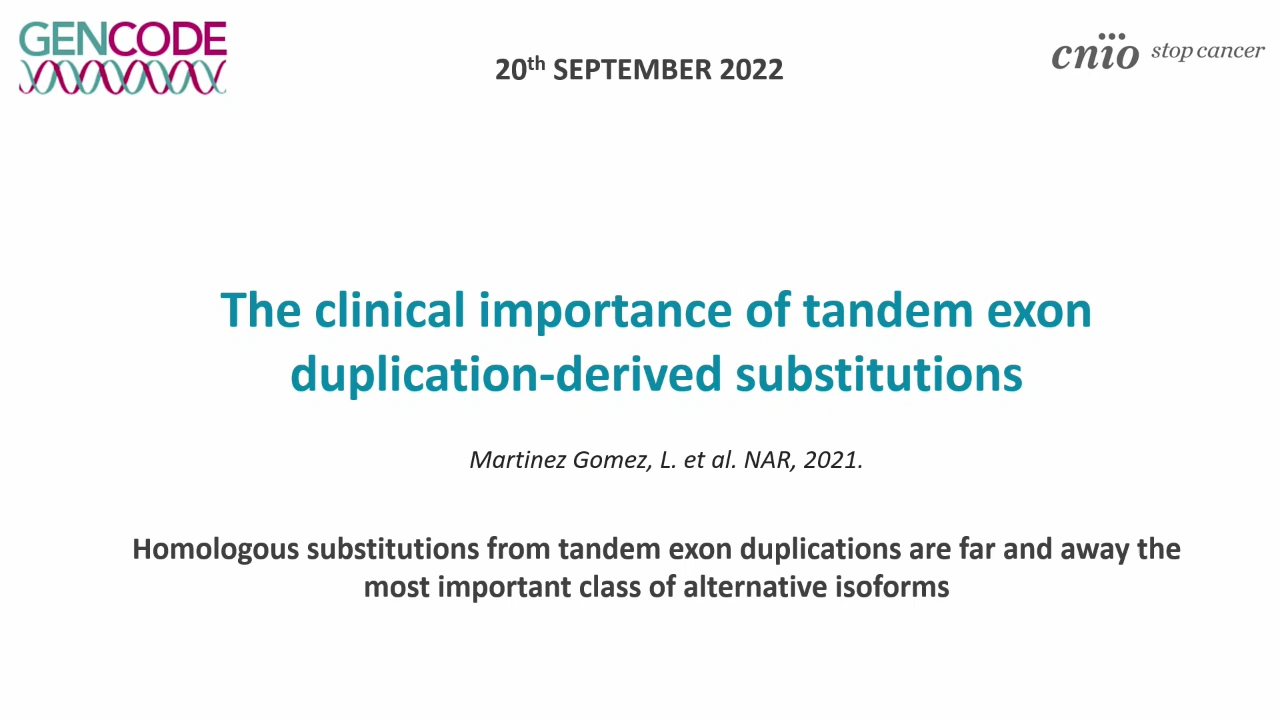 GENCODE
20th SEPTEMBER 2022
cnio stop cancer
The clinical importance of tandem exon
duplication-derived substitutions
Martinez Gomez, L. et al. NAR, 2021.
Homologous substitutions from tandem exon duplications are far and away the
most important class of alternative isoforms